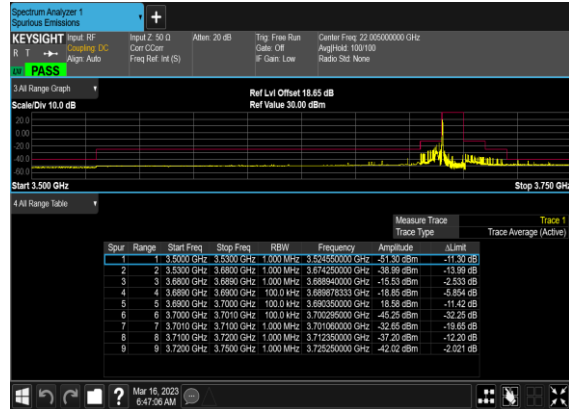 Spectrum Analyzer 1
Spurious Emissions
KEYSIGHT Input: RF Input Z: 50 Ω Atten: 20 dB Trig: Free Run Center Freq: 22.005000000 GHz
R T Coupling: DC Corr CCorr Gate: Off Avg|Hold: 100/100
Align: Auto Freq Ref: Int (S) IF Gain: Low Radio Std: None
PASS
3 All Range Graph
Ref Lvl Offset 18.65 dB
Scale/Div 10.0 dB Ref Value 30.00 dBm
20.0
0.00
-20.0
-40.0
-60.0
Start 3.500 GHz Stop 3.750 GHz
4 All Range Table
Measure Trace Trace 1
Trace Type Trace Average (Active)
Spur Range Start Freq Stop Freq RBW Frequency Amplitude ΔLimit
1 1 3.5000 GHz 3.5300 GHz 1.000 MHz 3.524550000 GHz -51.30 dBm -11.30 dB
2 2 3.5300 GHz 3.6800 GHz 1.000 MHz 3.674250000 GHz -38.99 dBm -13.99 dB
3 3 3.6800 GHz 3.6890 GHz 1.000 MHz 3.688940000 GHz -15.53 dBm -2.533 dB
4 4 3.6890 GHz 3.6900 GHz 100.0 kHz 3.689878333 GHz -18.85 dBm -5.854 dB
5 5 3.6900 GHz 3.7000 GHz 100.0 kHz 3.690350000 GHz 18.58 dBm -11.42 dB
6 6 3.7000 GHz 3.7010 GHz 100.0 kHz 3.700295000 GHz -45.25 dBm -32.25 dB
7 7 3.7010 GHz 3.7100 GHz 1.000 MHz 3.701060000 GHz -32.65 dBm -19.65 dB
8 8 3.7100 GHz 3.7200 GHz 1.000 MHz 3.712350000 GHz -37.20 dBm -12.20 dB
9 9 3.7200 GHz 3.7500 GHz 1.000 MHz 3.725250000 GHz -42.02 dBm -2.021 dB
Mar 16, 2023
6:47:06 AM